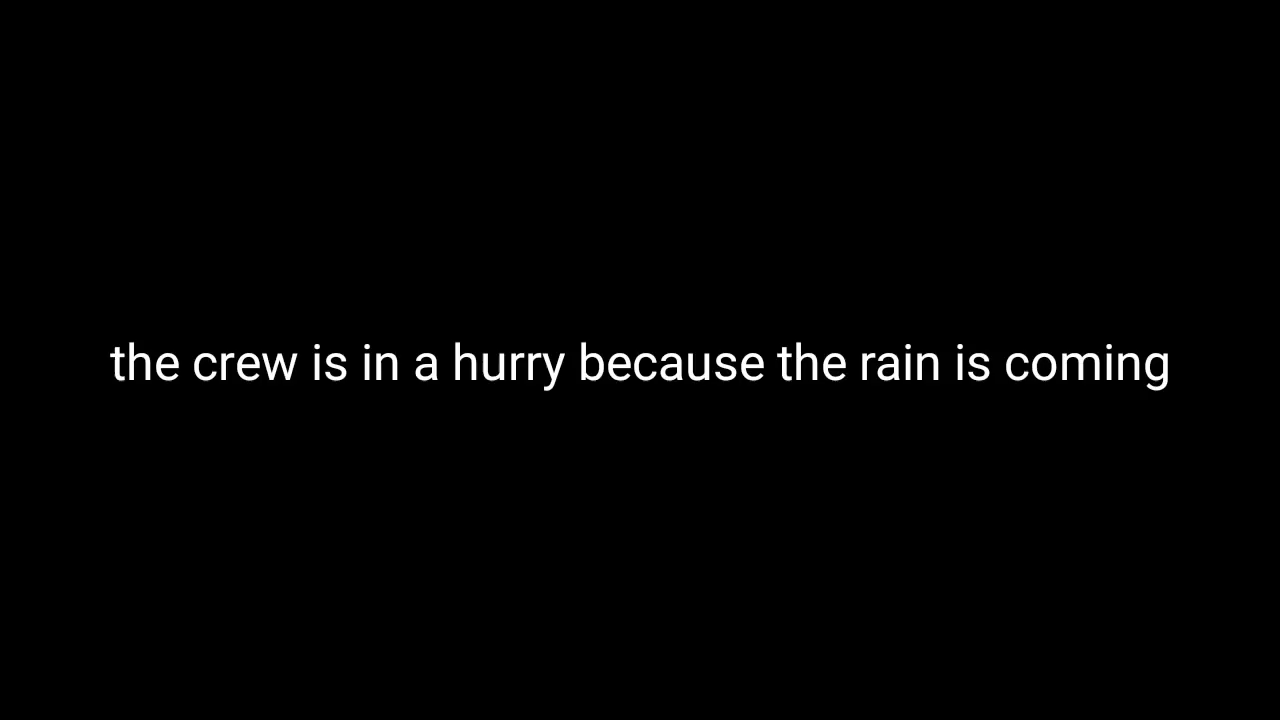 the crew is in a hurry because the rain is coming